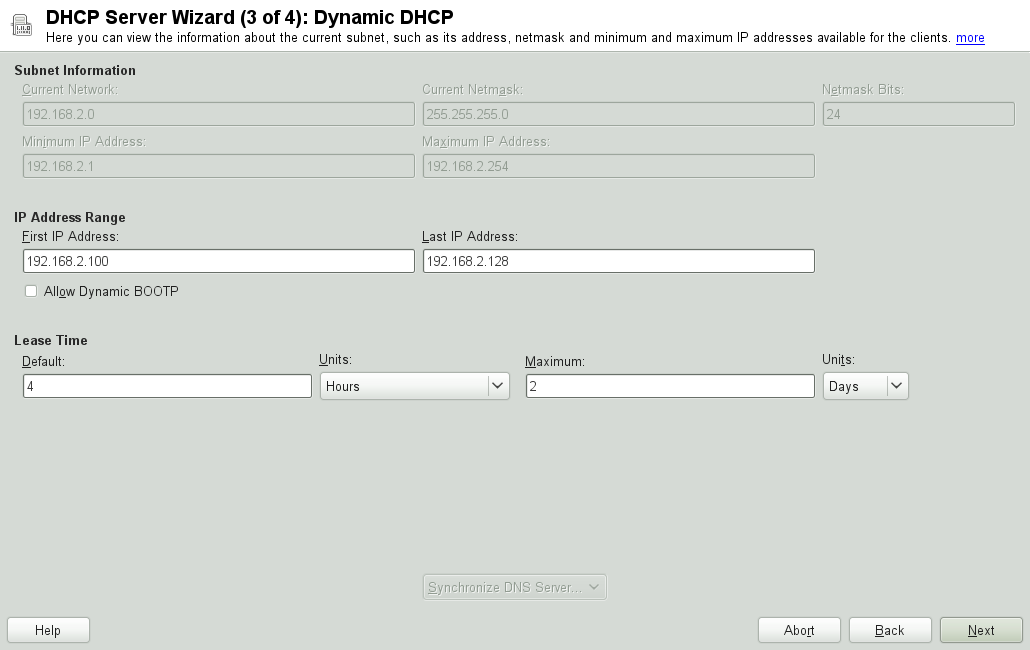 DHCP Server Wizard (3 of 4): Dynamic DHCP
Here you can view the information about the current subnet, such as its address, netmask and minimum and maximum IP addresses available for the clients. more
Subnet Information
Current Network: Current Netmask: Netmask Bits:
192.168.2.0 255.255.255.0 24
Minimum IP Address: Maximum IP Address:
192.168.2.1 192.168.2.254
IP Address Range
First IP Address: Last IP Address:
192.168.2.100 192.168.2.128
Allow Dynamic BOOTP
Lease Time
Default: Units: Maximum: Units:
4 Hours 2 Days
Synchronize DNS Server...
Help Abort Back Next